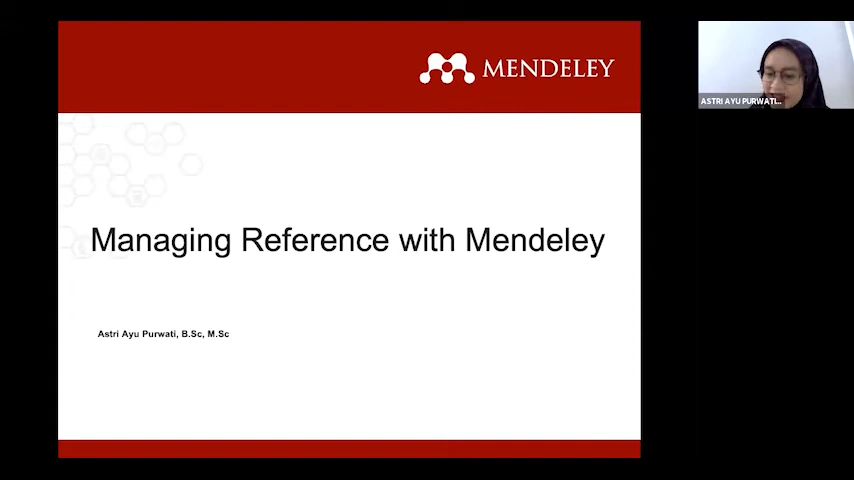 MENDELEY
ASTRI AYU PURWATI...
Managing Reference with Mendeley
Astri Ayu Purwati, B.Sc, M.Sc